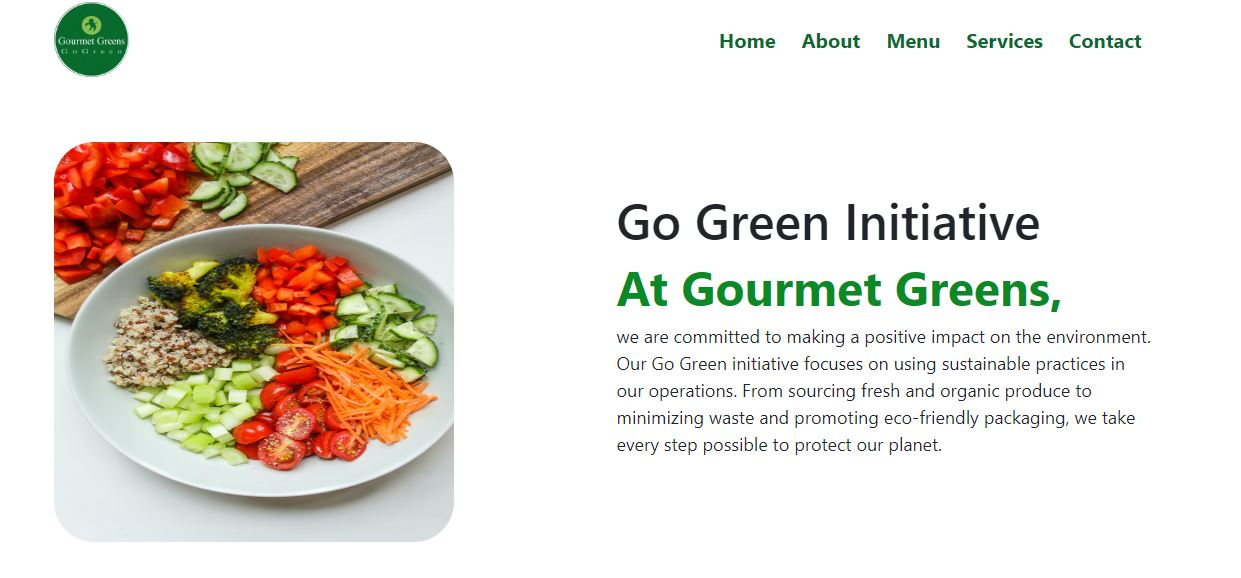 Gourmet Greens
GoGreen
Home About Menu Services Contact
Go Green Initiative
At Gourmet Greens,
we are committed to making a positive impact on the environment.
Our Go Green initiative focuses on using sustainable practices in
our operations. From sourcing fresh and organic produce to
minimizing waste and promoting eco-friendly packaging, we take
every step possible to protect our planet.